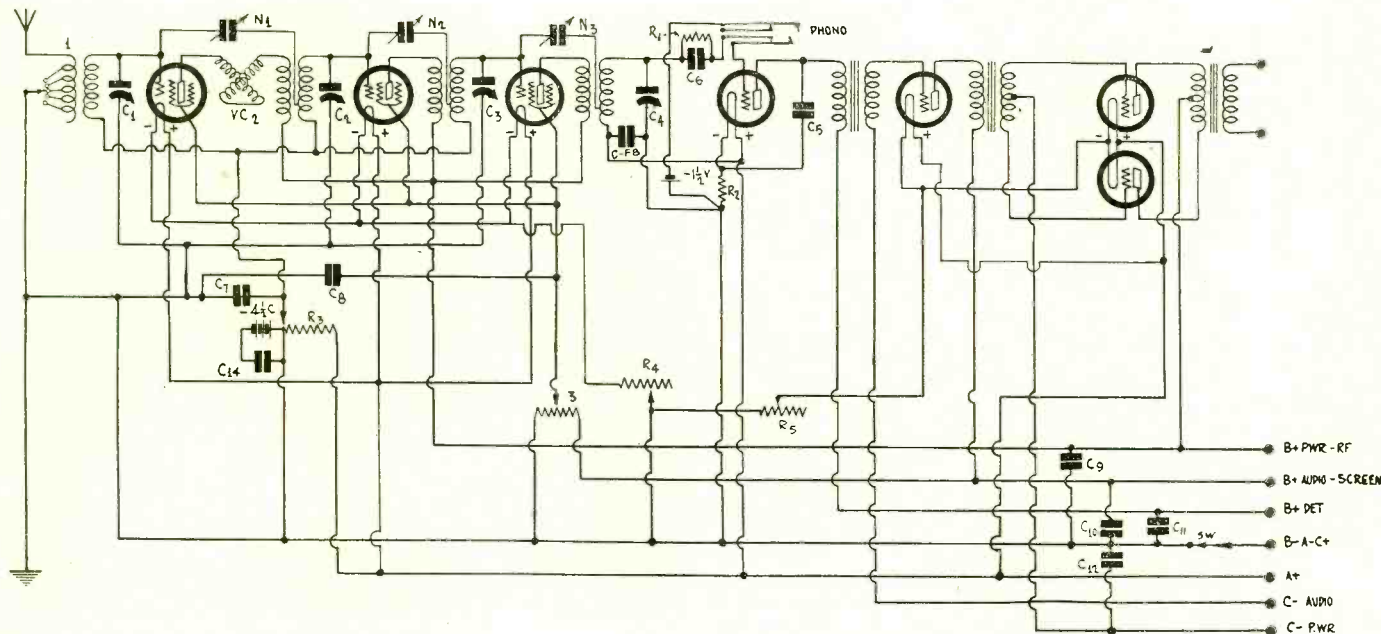 1
N1
N2
N3
R1
PHONO
C6
C1
VC2
C2
C3
C4
C-FB
C5
- +
- +
- +
- +
+
- +
-1½V
R2
C7
C8
-4½C
R3
C14
R4
3
R5
B+ PWR-RF
C9
B+ AUDIO-SCREEN
B+ DET
C10
C11
SW
B-A-C+
C12
A+
C- AUDIO
C- PWR